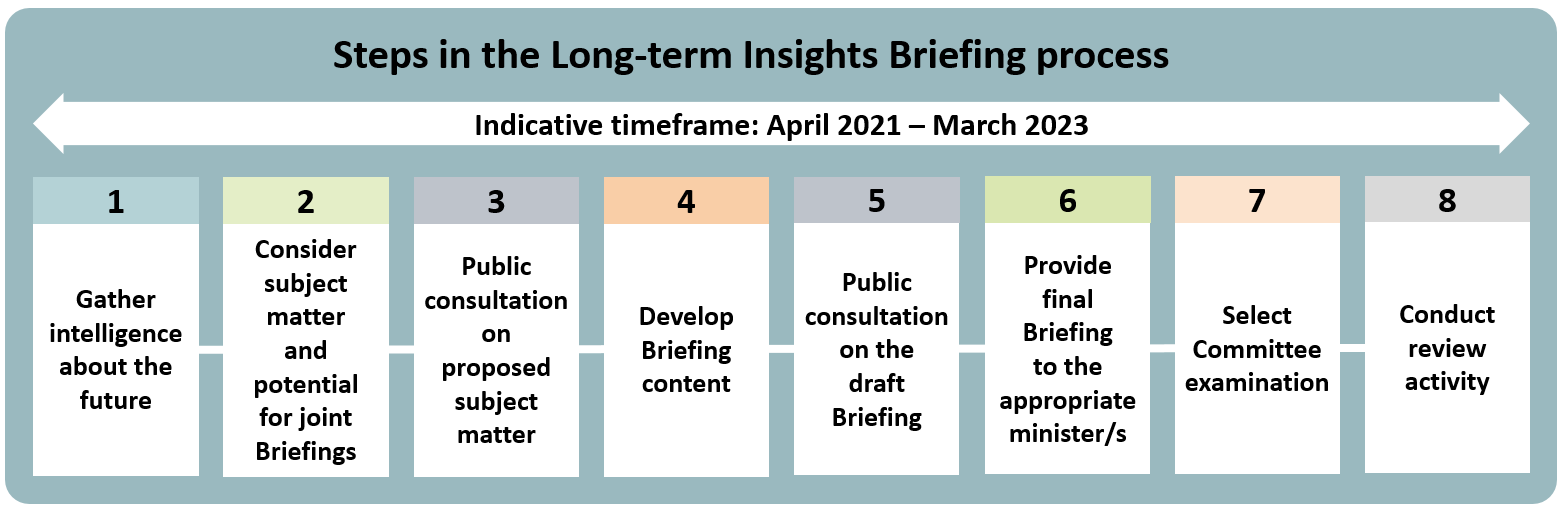 Steps in the Long-term Insights Briefing process
Indicative timeframe: April 2021 – March 2023
1
Gather
intelligence
about the
future
2
Consider
subject
matter
and
potential
for joint
Briefings
3
Public
consultation
on
proposed
subject
matter
4
Develop
Briefing
content
5
Public
consultation
on the
draft
Briefing
6
Provide
final
Briefing
to the
appropriate
minister/s
7
Select
Committee
examination
8
Conduct
review
activity